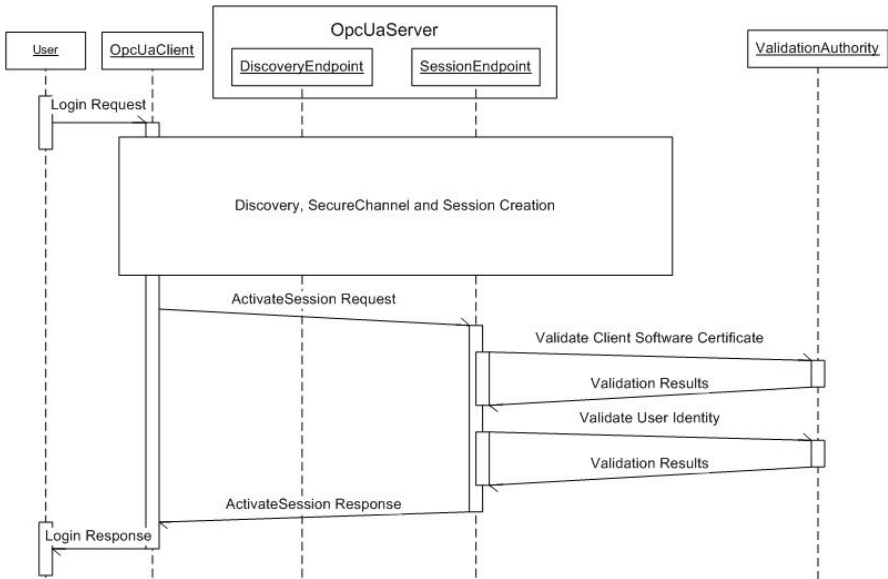 OpcUaServer
User
OpcUaClient
DiscoveryEndpoint
SessionEndpoint
ValidationAuthority
Login Request
Discovery, SecureChannel and Session Creation
ActivateSession Request
Validate Client Software Certificate
Validation Results
Validate User Identity
Validation Results
ActivateSession Response
Login Response